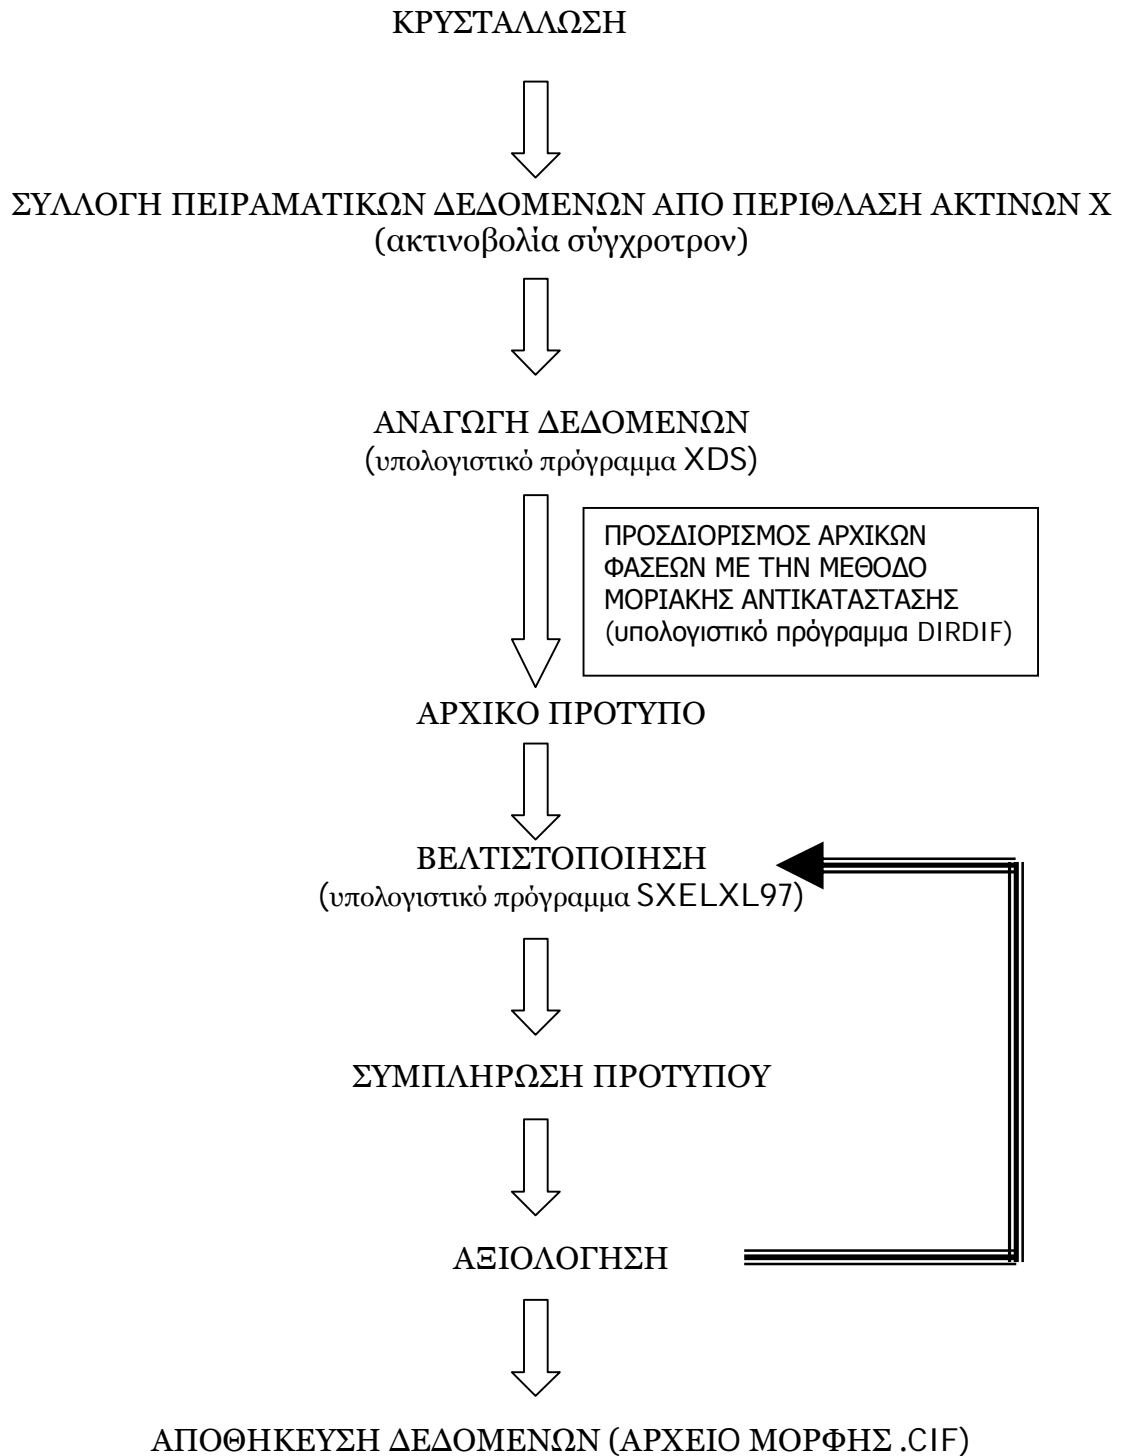 ΚΡΥΣΤΑΛΛΩΣΗ
ΣΥΛΛΟΓΗ ΠΕΙΡΑΜΑΤΙΚΩΝ ΔΕΔΟΜΕΝΩΝ ΑΠΟ ΠΕΡΙΘΛΑΣΗ ΑΚΤΙΝΩΝ Χ
(ακτινοβολία σύγχροτρον)
ΑΝΑΓΩΓΗ ΔΕΔΟΜΕΝΩΝ
(υπολογιστικό πρόγραμμα XDS)
ΠΡΟΣΔΙΟΡΙΣΜΟΣ ΑΡΧΙΚΩΝ
ΦΑΣΕΩΝ ΜΕ ΤΗΝ ΜΕΘΟΔΟ
ΜΟΡΙΑΚΗΣ ΑΝΤΙΚΑΤΑΣΤΑΣΗΣ
(υπολογιστικό πρόγραμμα DIRDIF)
ΑΡΧΙΚΟ ΠΡΟΤΥΠΟ
ΒΕΛΤΙΣΤΟΠΟΙΗΣΗ
(υπολογιστικό πρόγραμμα SXELXL97)
ΣΥΜΠΛΗΡΩΣΗ ΠΡΟΤΥΠΟΥ
ΑΞΙΟΛΟΓΗΣΗ
ΑΠΟΘΗΚΕΥΣΗ ΔΕΔΟΜΕΝΩΝ (ΑΡΧΕΙΟ ΜΟΡΦΗΣ .CIF)